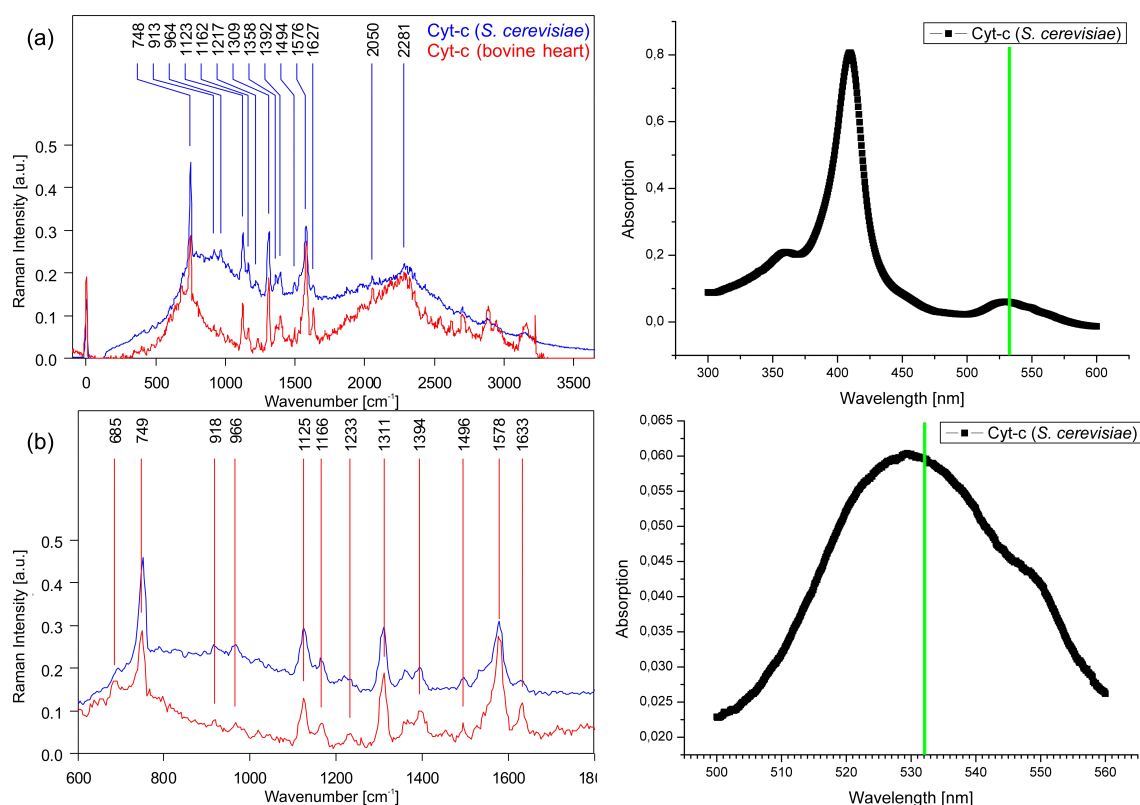 (a)
748
913
964
1123
1162
1217
1309
1358
1392
1494
1576
1627
2050
2281
Cyt-c (S. cerevisiae)
Cyt-c (bovine heart)
Raman Intensity [a.u.]
0.5
0.4
0.3
0.2
0.1
0.0
0 500 1000 1500 2000 2500 3000 3500
Wavenumber [cm-1]
Cyt-c (S. cerevisiae)
Absorption
0,8
0,6
0,4
0,2
0,0
300 350 400 450 500 550 600
Wavelength [nm]
(b)
685
749
918
966
1125
1166
1233
1311
1394
1496
1578
1633
Raman Intensity [a.u.]
0.5
0.4
0.3
0.2
0.1
0.0
600 800 1000 1200 1400 1600 180
Wavenumber [cm-1]
Cyt-c (S. cerevisiae)
Absorption
0,065
0,060
0,055
0,050
0,045
0,040
0,035
0,030
0,025
0,020
500 510 520 530 540 550 560
Wavelength [nm]